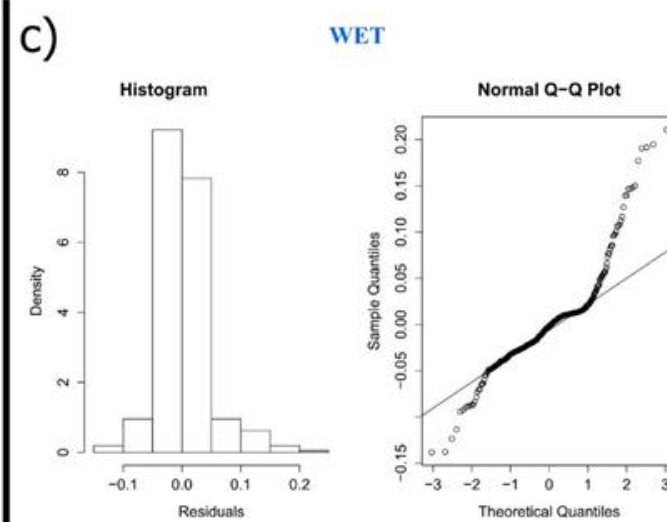 c)
WET
Histogram
Normal Q-Q Plot
Density
0
2
4
6
8
-0.1 0.0 0.1 0.2
Residuals
Sample Quantiles
-0.15
-0.05
0.00
0.05
0.10
0.15
0.20
-3 -2 -1 0 1 2 3
Theoretical Quantiles